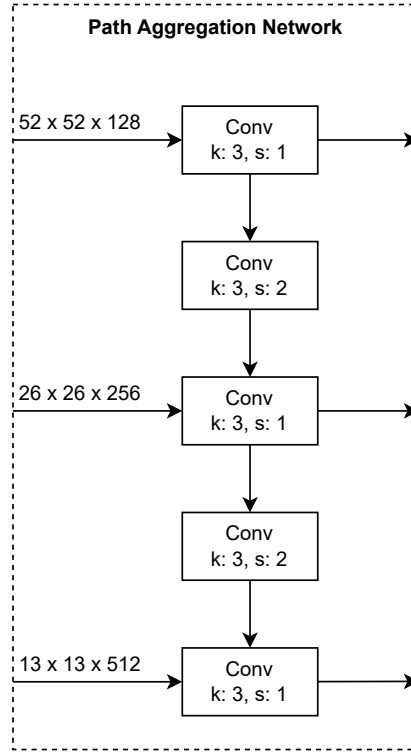 Path Aggregation Network
52 x 52 x 128
Conv
k: 3, s: 1
Conv
k: 3, s: 2
26 x 26 x 256
Conv
k: 3, s: 1
Conv
k: 3, s: 2
13 x 13 x 512
Conv
k: 3, s: 1